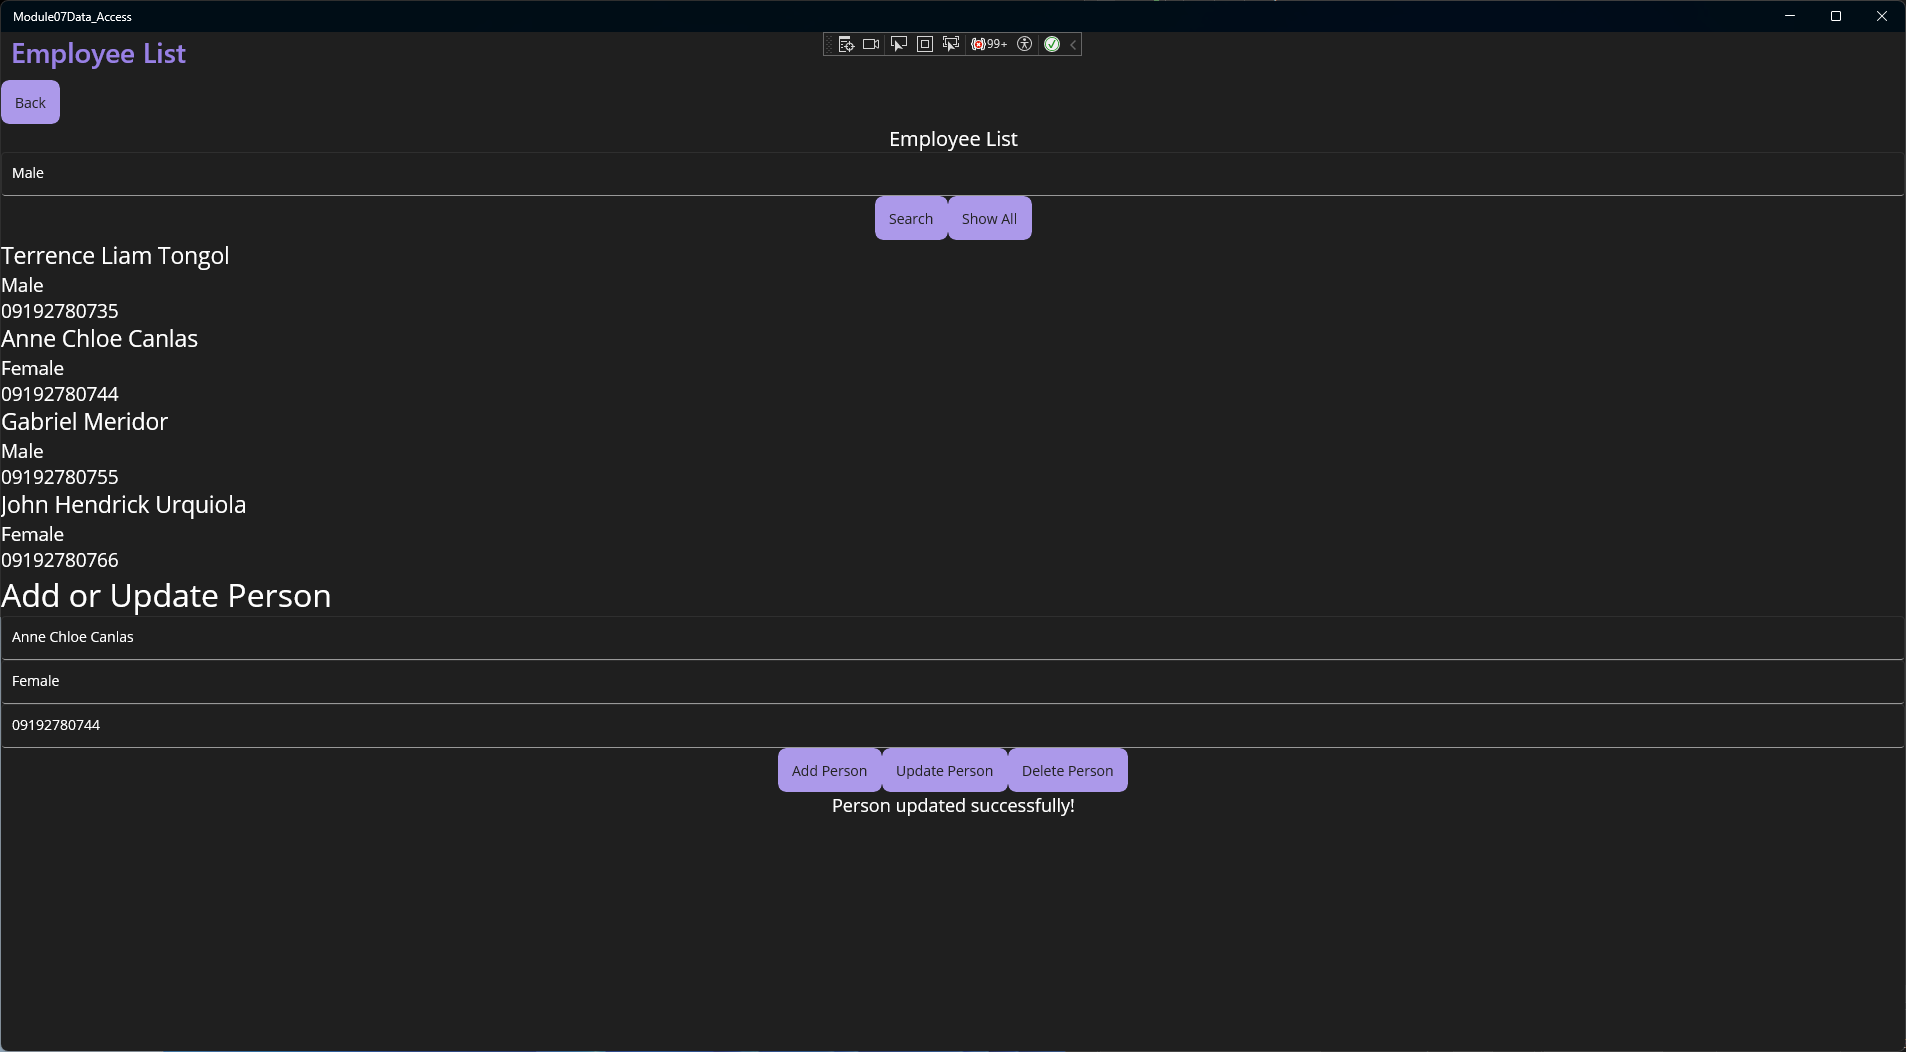 Module07Data_Access
Employee List
99+
Back
Employee List
Male
Search Show All
Terrence Liam Tongol
Male
09192780735
Anne Chloe Canlas
Female
09192780744
Gabriel Meridor
Male
09192780755
John Hendrick Urquiola
Female
09192780766
Add or Update Person
Anne Chloe Canlas
Female
09192780744
Add Person Update Person Delete Person
Person updated successfully!